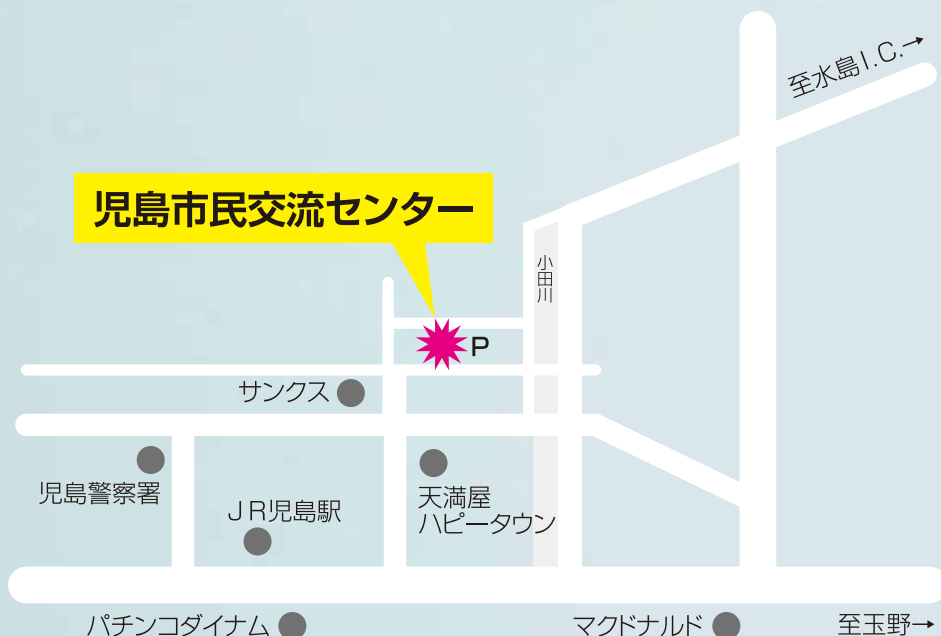 至水島I.C.→
児島市民交流センター
小田川
P
サンクス
児島警察署
JR児島駅
天満屋
ハピータウン
パチンコダイナム
マクドナルド
至玉野→